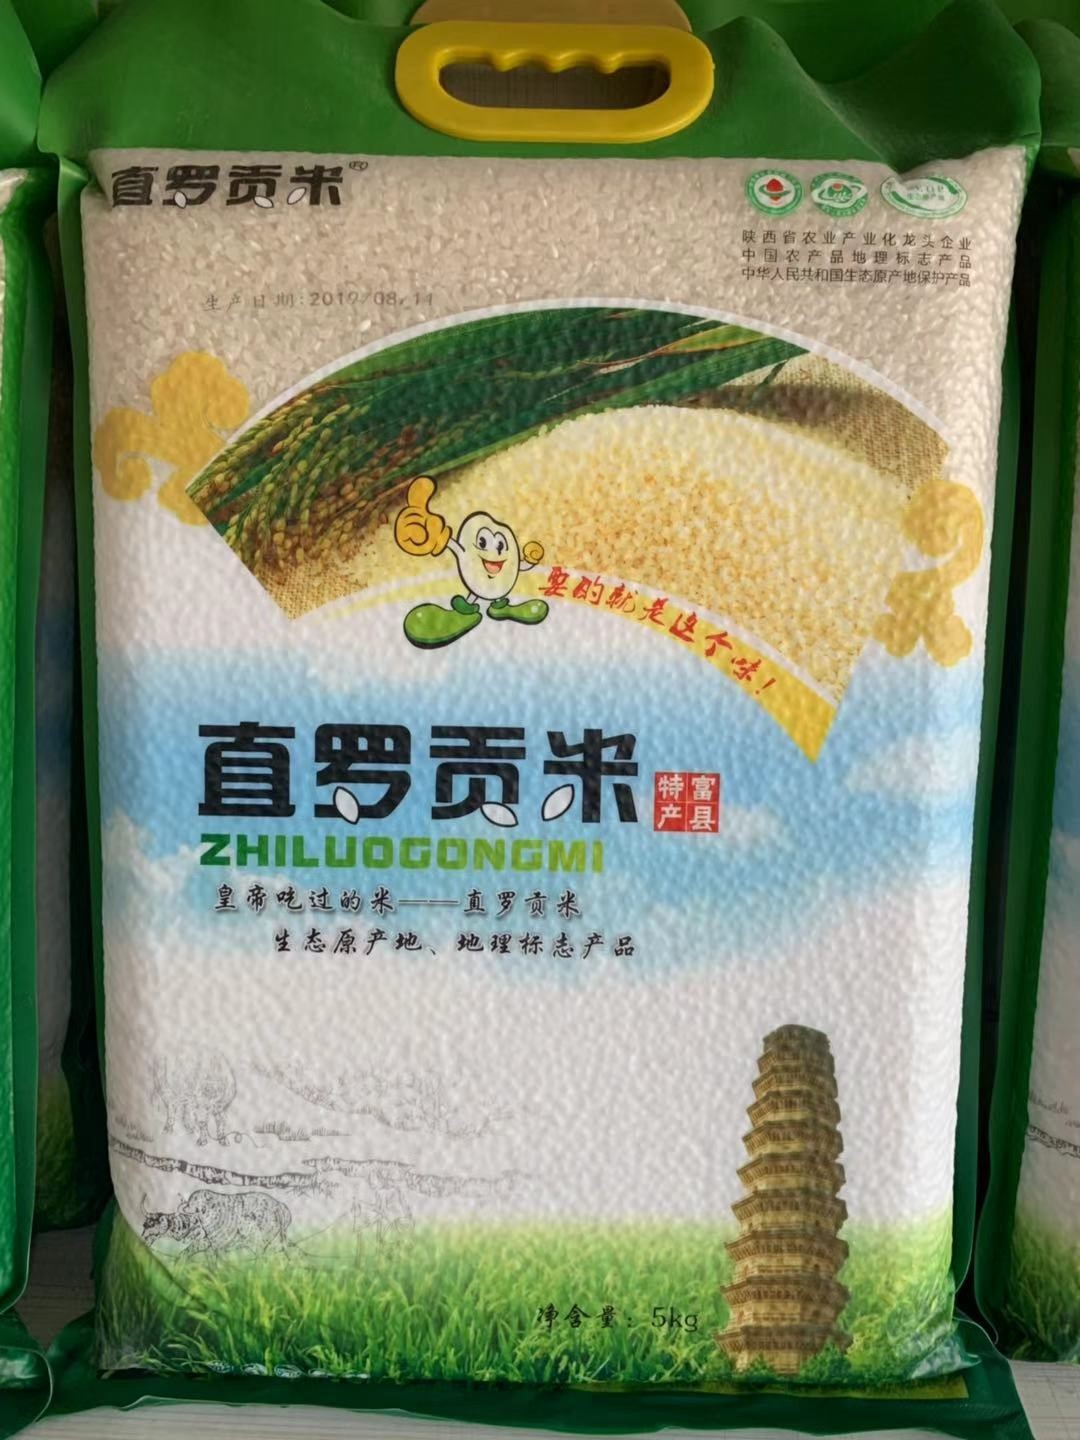 直罗贡米®
陕西省农业产业化龙头企业
中国农产品地理标志产品
中华人民共和国生态原产地保护产品
生产日期:2019/08.11
要的就是这个味!
直罗贡米
富县
特产
ZHILUOGONGMI
皇帝吃过的米——直罗贡米
生态原产地、地理标志产品
净含量：5kg